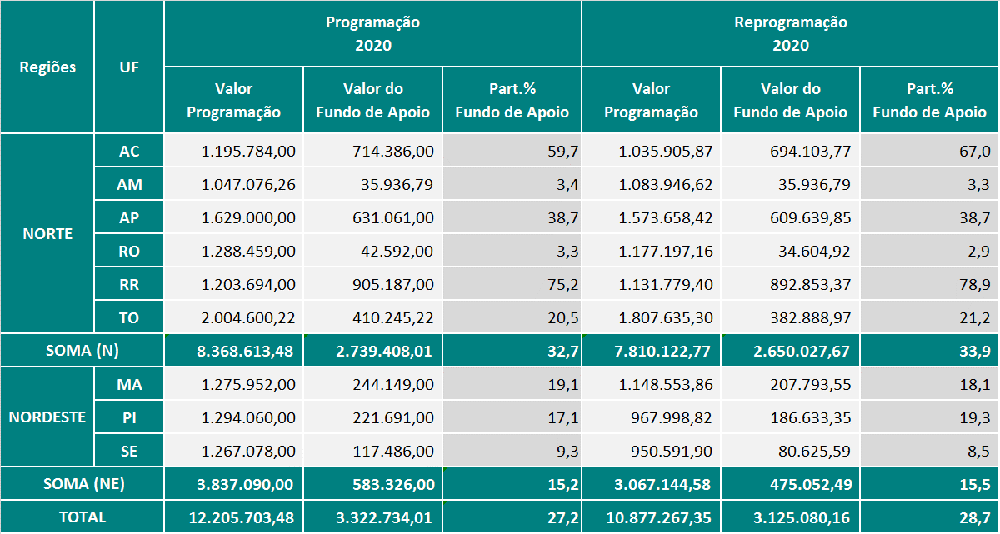 Regiões UF Programação 2020 Reprogramação 2020
Valor Programação Valor do Fundo de Apoio Part.% Fundo de Apoio Valor Programação Valor do Fundo de Apoio Part.% Fundo de Apoio
NORTE
AC 1.195.784,00 714.386,00 59,7 1.035.905,87 694.103,77 67,0
AM 1.047.076,26 35.936,79 3,4 1.083.946,62 35.936,79 3,3
AP 1.629.000,00 631.061,00 38,7 1.573.658,42 609.639,85 38,7
RO 1.288.459,00 42.592,00 3,3 1.177.197,16 34.604,92 2,9
RR 1.203.694,00 905.187,00 75,2 1.131.779,40 892.853,37 78,9
TO 2.004.600,22 410.245,22 20,5 1.807.635,30 382.888,97 21,2
SOMA (N) 8.368.613,48 2.739.408,01 32,7 7.810.122,77 2.650.027,67 33,9
NORDESTE
MA 1.275.952,00 244.149,00 19,1 1.148.553,86 207.793,55 18,1
PI 1.294.060,00 221.691,00 17,1 967.998,82 186.633,35 19,3
SE 1.267.078,00 117.486,00 9,3 950.591,90 80.625,59 8,5
SOMA (NE) 3.837.090,00 583.326,00 15,2 3.067.144,58 475.052,49 15,5
TOTAL 12.205.703,48 3.322.734,01 27,2 10.877.267,35 3.125.080,16 28,7